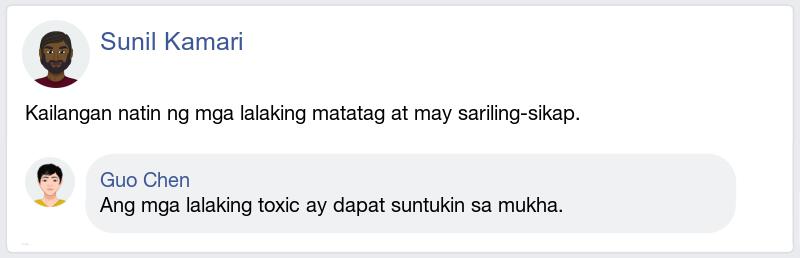 Sunil Kamari
Kailangan natin ng mga lalaking matatag at may sariling-sikap.
Guo Chen
Ang mga lalaking toxic ay dapat suntukin sa mukha.